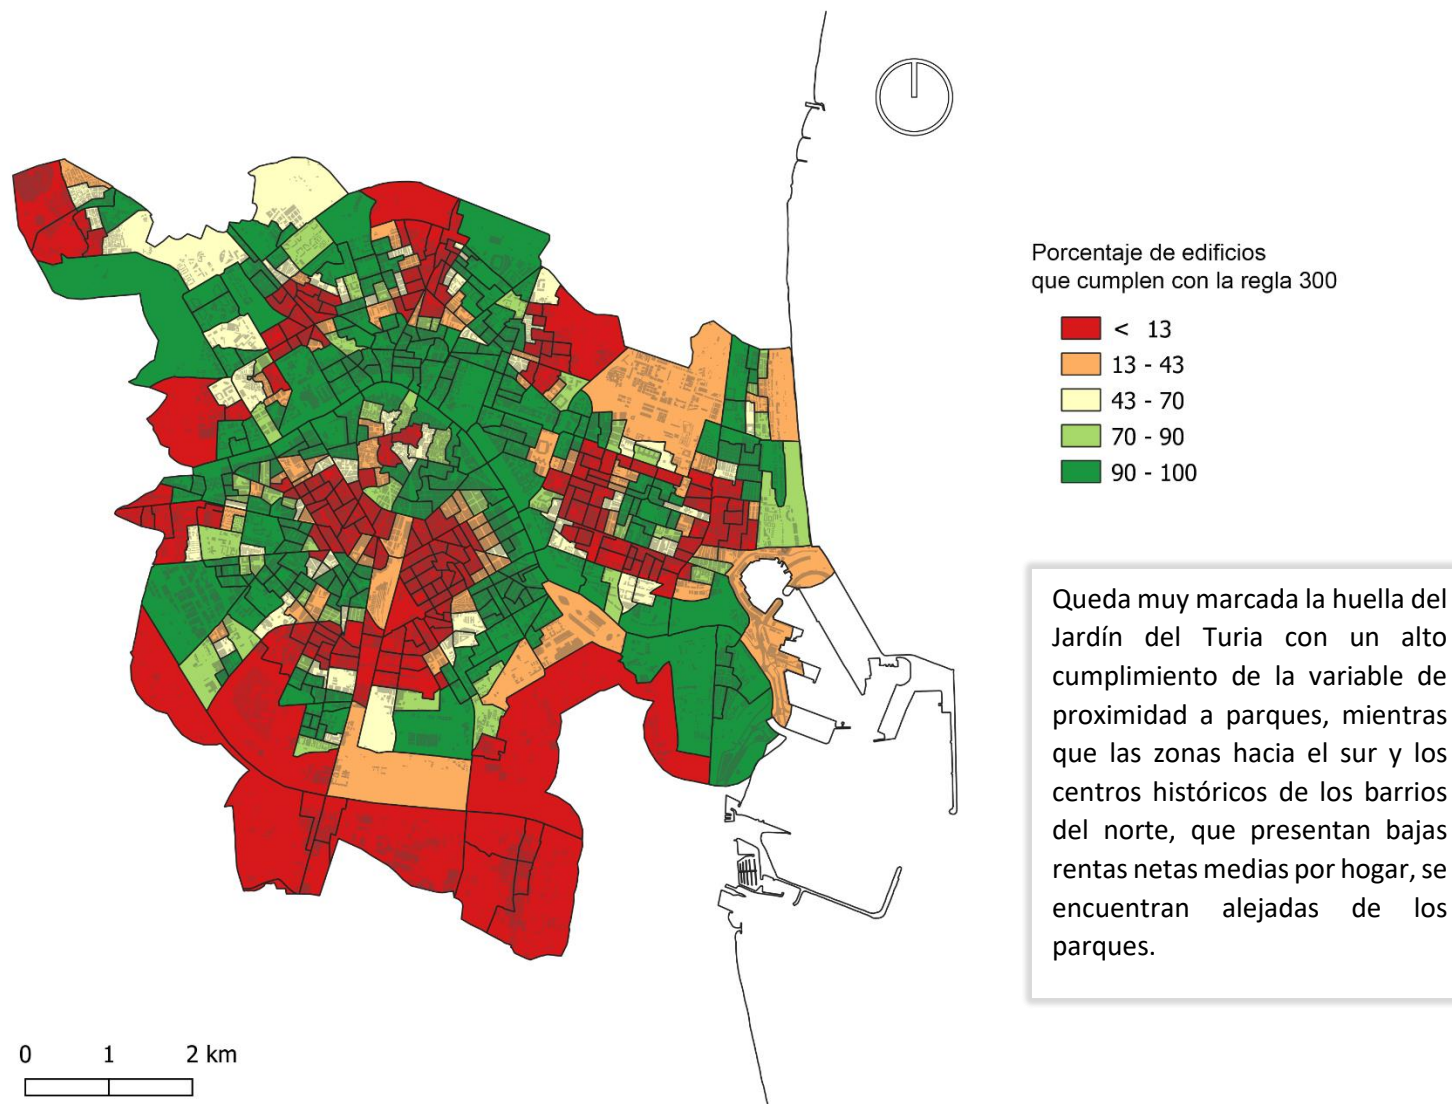 Porcentaje de edificios
que cumplen con la regla 300
< 13
13 - 43
43 - 70
70 - 90
90 - 100
Queda muy marcada la huella del
Jardín del Turia con un alto
cumplimiento de la variable de
proximidad a parques, mientras
que las zonas hacia el sur y los
centros históricos de los barrios
del norte, que presentan bajas
rentas netas medias por hogar, se
encuentran alejadas de los
parques.
0 1 2 km